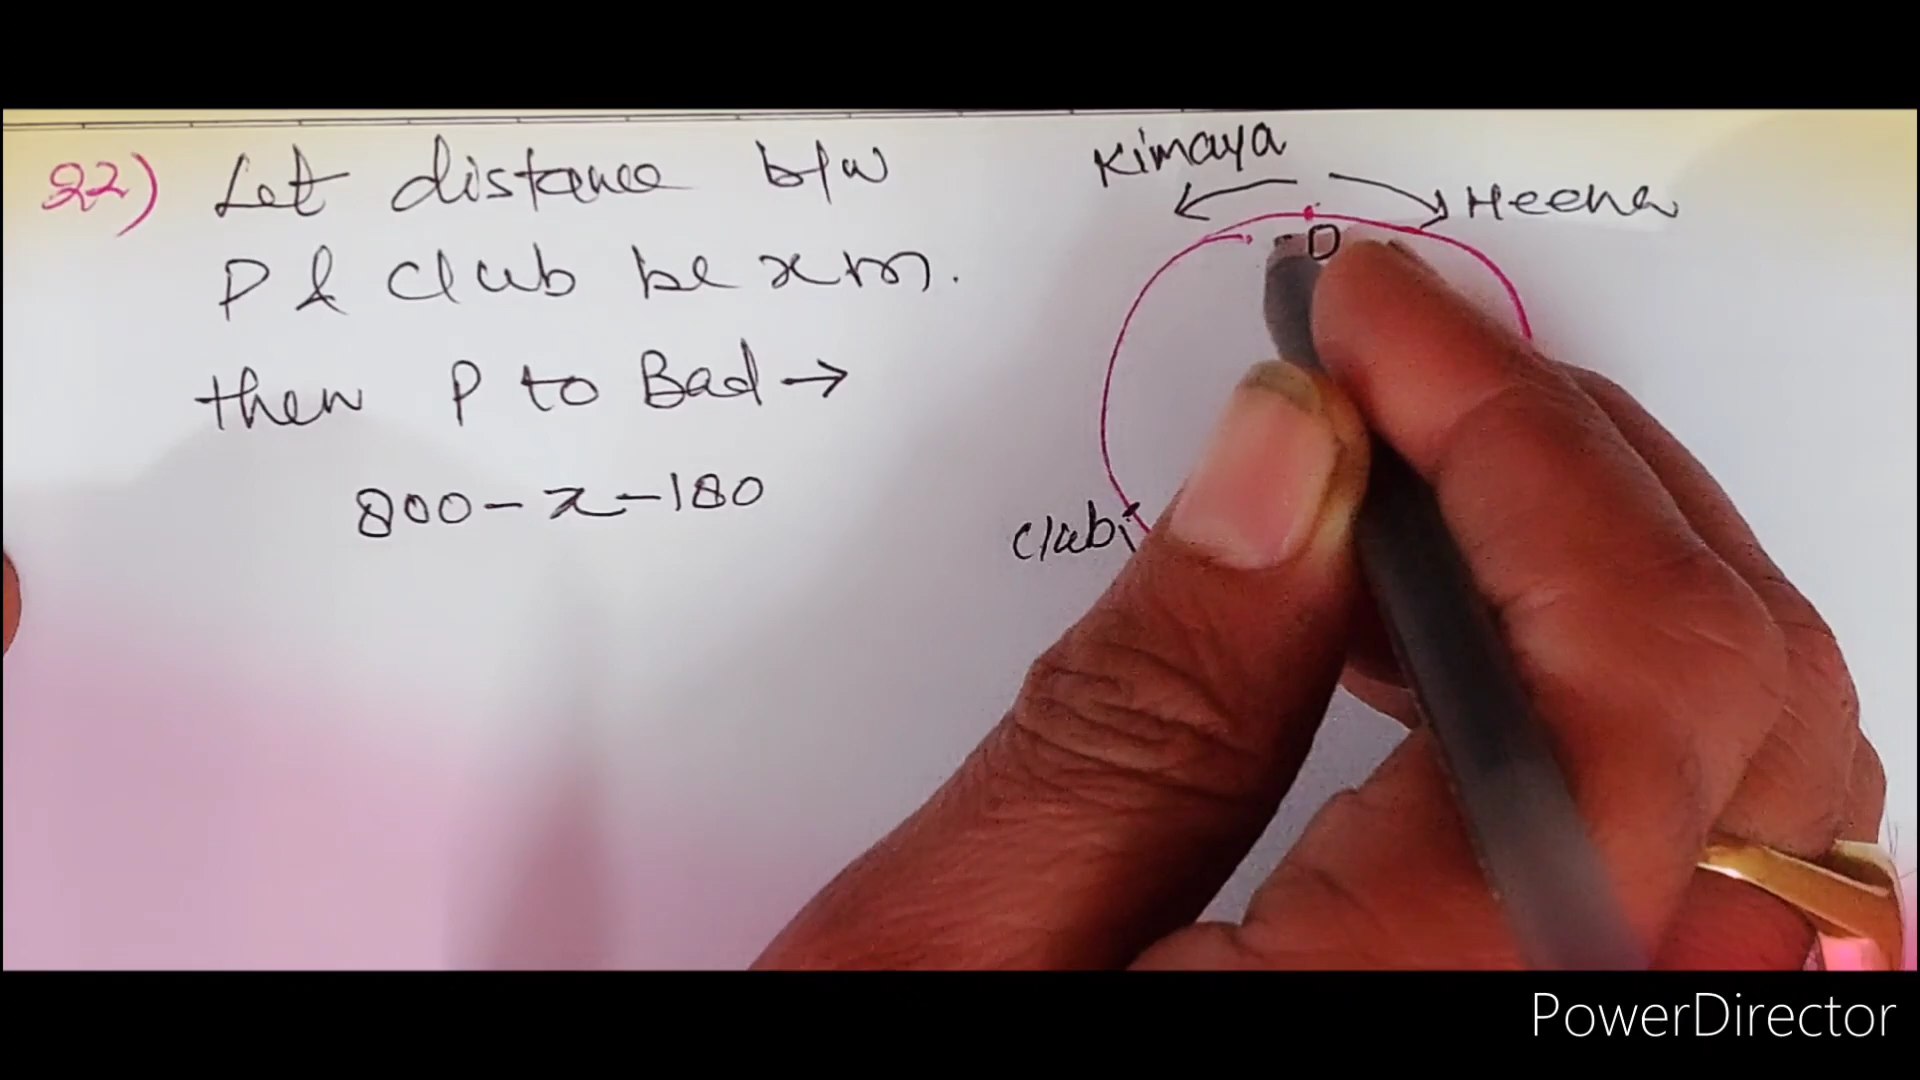 22) Let distance b/w
P & club be x m.
then P to Bad →
800 - x - 180
Kimaya
Heena
P
club
PowerDirector